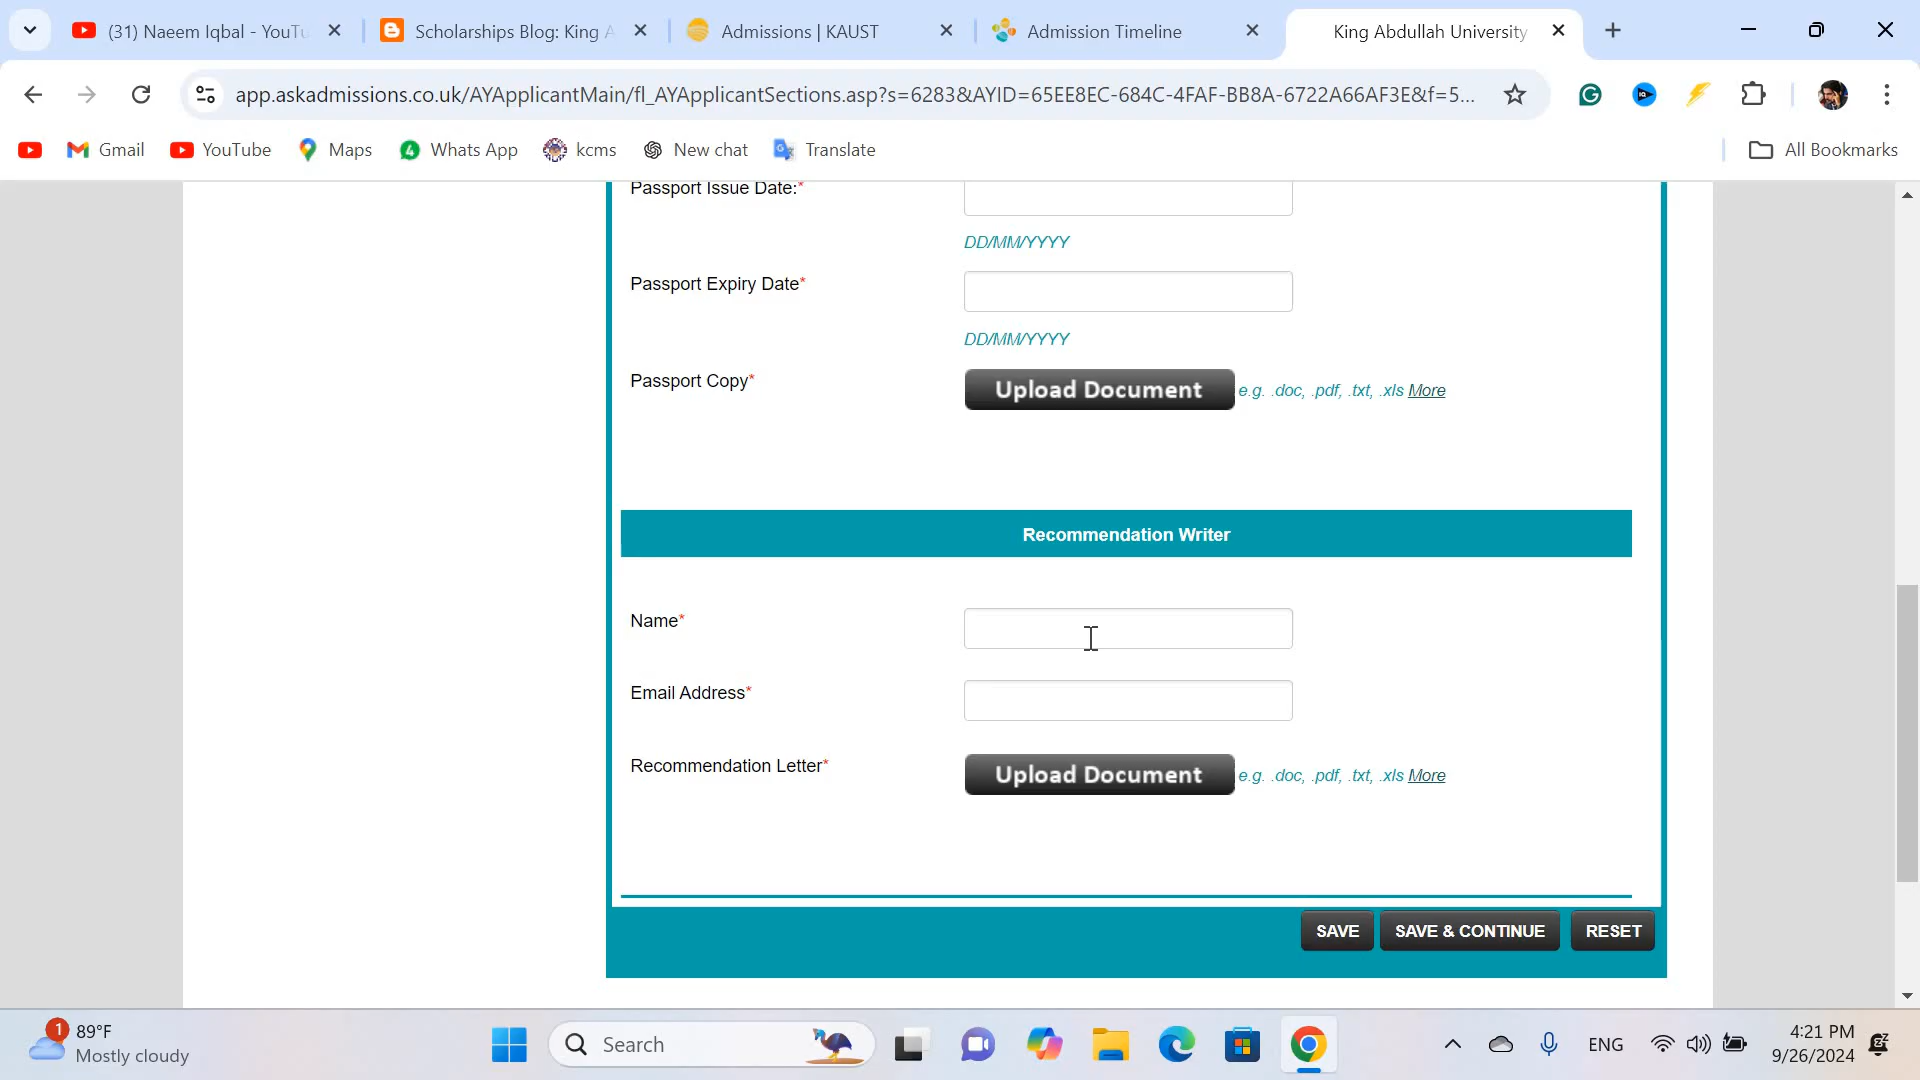 (31) Naeem Iqbal - YouTu
Scholarships Blog: King A
Admissions | KAUST
Admission Timeline
King Abdullah University
app.askadmissions.co.uk/AYApplicantMain/fl_AYApplicantSections.asp?s=6283&AYID=65EE8EC-684C-4FAF-BB8A-6722A66AF3E&f=5...
Gmail
YouTube
Maps
4
Whats App
kcms
New chat
Translate
All Bookmarks
Passport Issue Date:*
DD/MM/YYYY
Passport Expiry Date*
DD/MM/YYYY
Passport Copy*
Upload Document
e.g. .doc, .pdf, .txt, .xls More
Recommendation Writer
Name*
Email Address*
Recommendation Letter*
Upload Document
e.g. .doc, .pdf, .txt, .xls More
SAVE
SAVE & CONTINUE
RESET
1
89°F
Mostly cloudy
Search
ENG
4:21 PM
9/26/2024